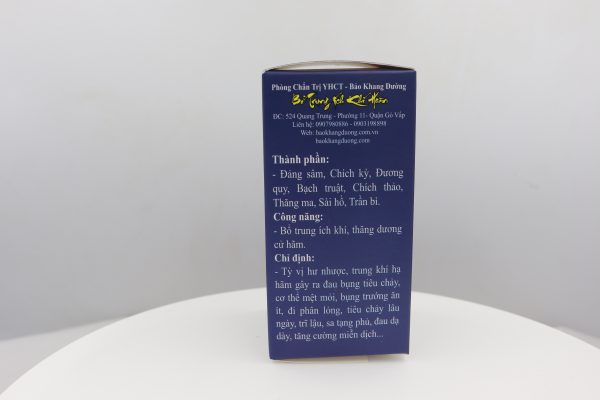 Phòng Chẩn Trị YHCT - Bảo Khang Đường
Bổ Trung Ích Khí Hoàn
ĐC: 524 Quang Trung - Phường 11- Quận Gò Vấp
Liên hệ: 0907980886 - 0903198898
Web: baokhangduong.com.vn
baokhangduong.com
Thành phần:
- Đảng sâm, Chích kỳ, Đương
quy, Bạch truật, Chích thảo,
Thăng ma, Sài hồ, Trần bì.
Công năng:
- Bổ trung ích khí, thăng dương
cử hãm.
Chỉ định:
- Tỳ vị hư nhược, trung khí hạ
hãm gây ra đau bụng tiêu chảy,
cơ thể mệt mỏi, bụng trướng ăn
ít, đi phân lỏng, tiêu chảy lâu
ngày, trĩ lậu, sa tạng phủ, đau dạ
dày, tăng cường miễn dịch...